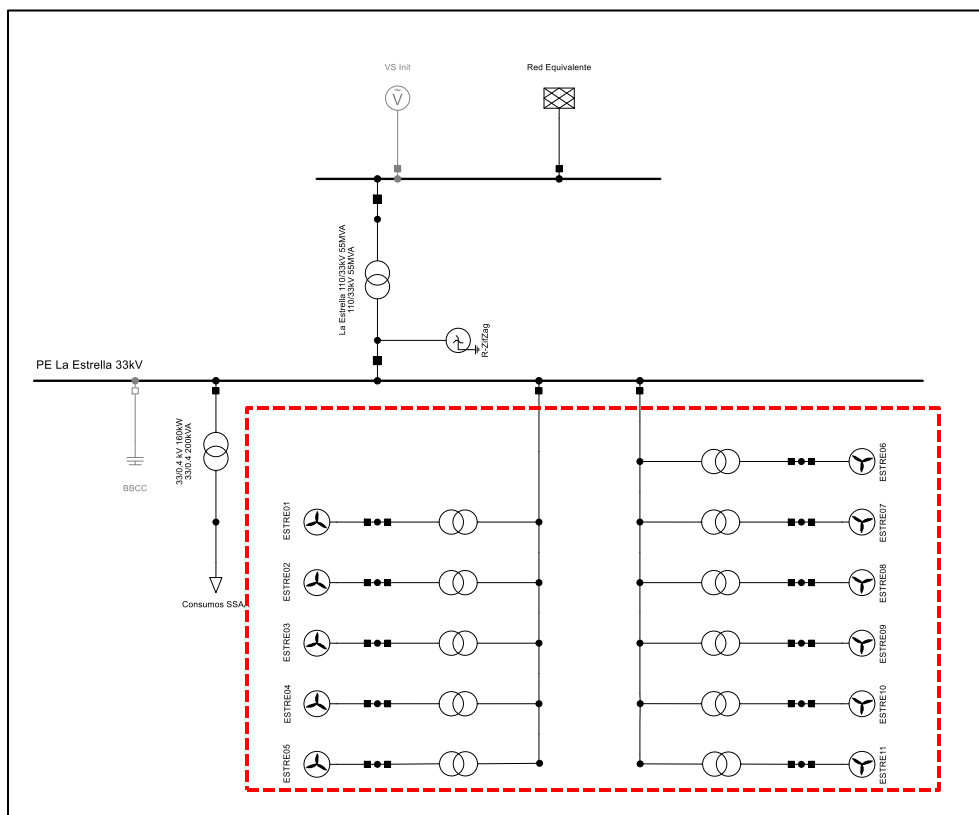 VS Init
Red Equivalente
La Estrella 110/33kV 55MVA
110/33kV 55MVA
R-ZifZag
PE La Estrella 33kV
33/0.4 kV 160kW
33/0.4 200kVA
BBCC
Consumos SSAA
ESTRE01
ESTRE02
ESTRE03
ESTRE04
ESTRE05
ESTRE06
ESTRE07
ESTRE08
ESTRE09
ESTRE10
ESTRE11